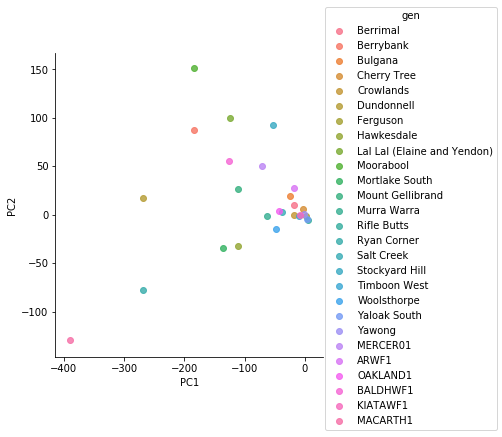 gen
Berrimal
Berrybank
Bulgana
Cherry Tree
Crowlands
Dundonnell
Ferguson
Hawkesdale
Lal Lal (Elaine and Yendon)
Moorabool
Mortlake South
Mount Gellibrand
Murra Warra
Rifle Butts
Ryan Corner
Salt Creek
Stockyard Hill
Timboon West
Woolsthorpe
Yaloak South
Yawong
MERCER01
ARWF1
OAKLAND1
BALDHWF1
KIATAWF1
MACARTH1
150
100
50
0
−50
−100
PC2
−400 −300 −200 −100 0
PC1